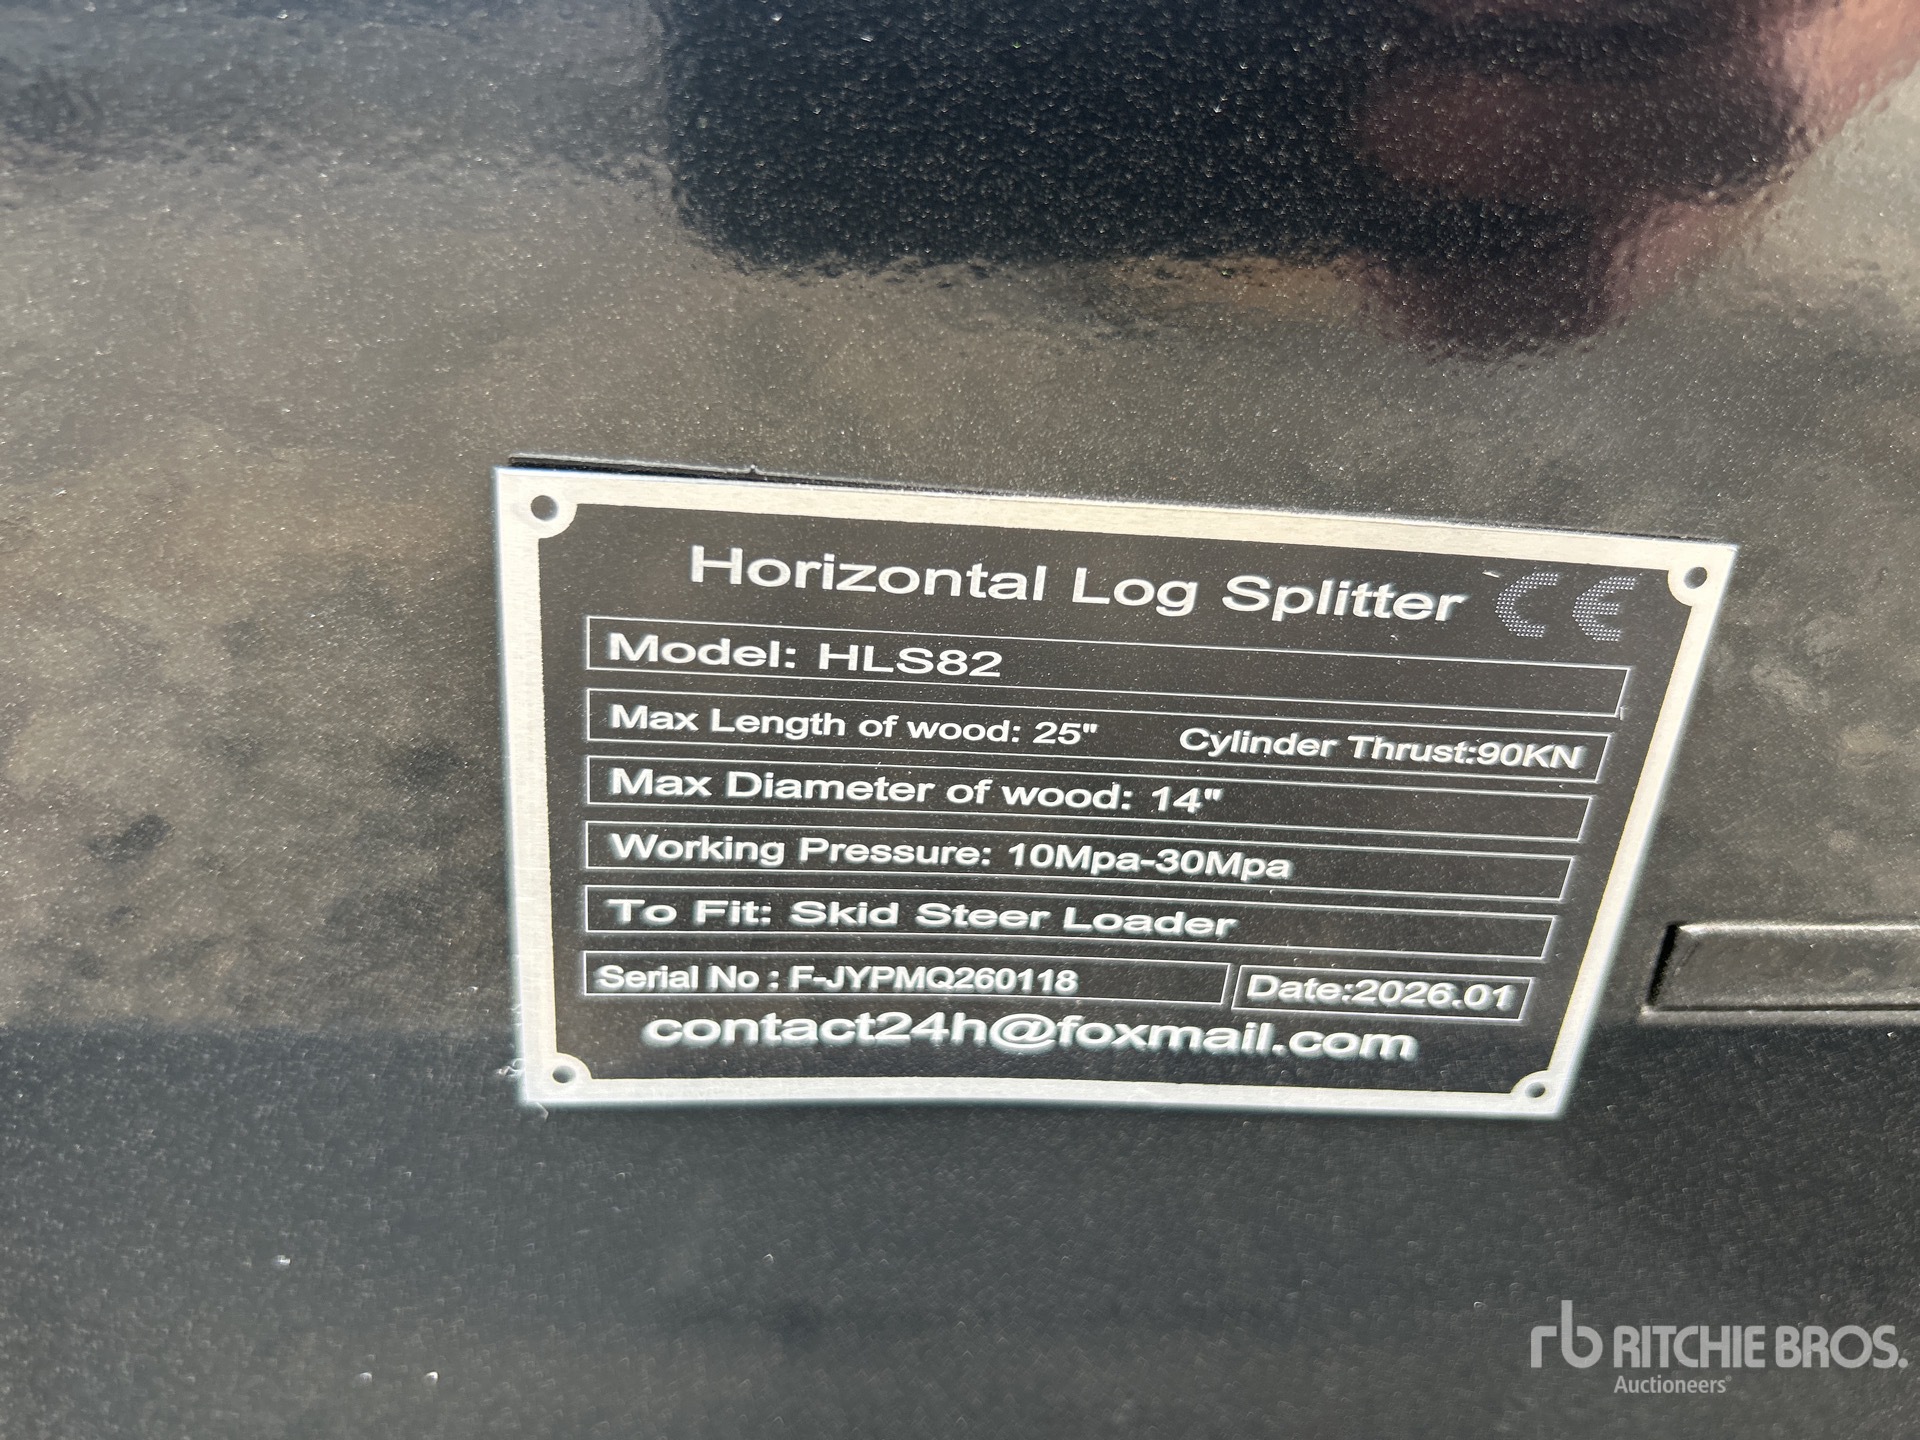 Horizontal Log Splitter CE
Model: HLS82
Max Length of wood: 25" Cylinder Thrust:90KN
Max Diameter of wood: 14"
Working Pressure: 10Mpa-30Mpa
To Fit: Skid Steer Loader
Serial No : F-JYPMQ260118 Date:2026.01
contact24h@foxmail.com
rb RITCHIE BROS.
Auctioneers